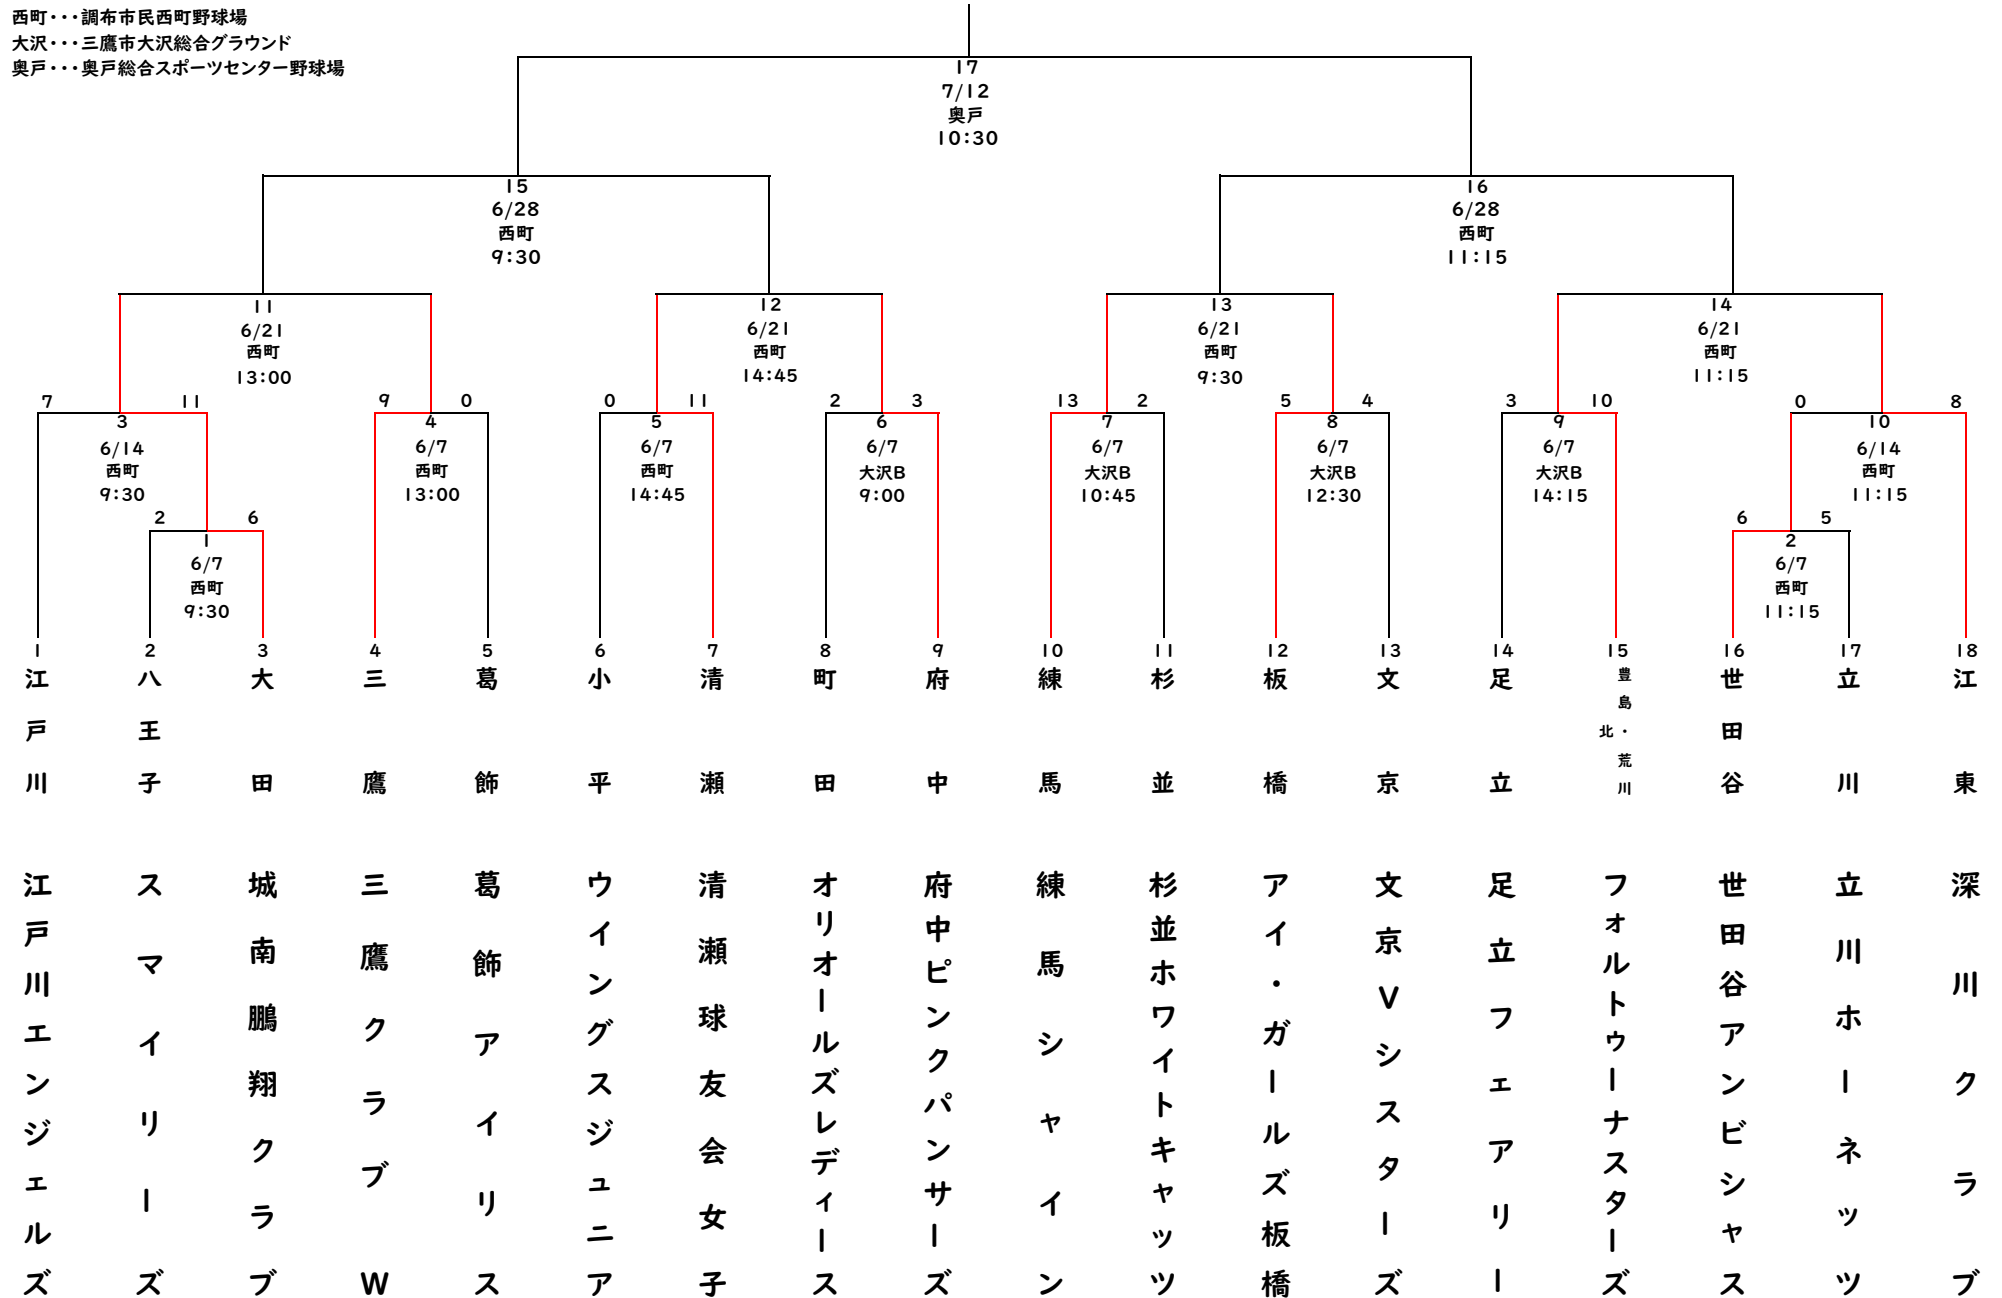 西町・・・調布市民西町野球場
大沢・・・三鷹市大沢総合グラウンド
奥戸・・・奥戸総合スポーツセンター野球場
17
7/12
奥戸
10:30
15
6/28
西町
9:30
16
6/28
西町
11:15
11
6/21
西町
13:00
12
6/21
西町
14:45
13
6/21
西町
9:30
14
6/21
西町
11:15
7 11
3
6/14
西町
9:30
9 0
4
6/7
西町
13:00
0 11
5
6/7
西町
14:45
2 3
6
6/7
大沢B
9:00
13 2
7
6/7
大沢B
10:45
5 4
8
6/7
大沢B
12:30
3 10
9
6/7
大沢B
14:15
0 8
10
6/14
西町
11:15
2 6
1
6/7
西町
9:30
6 5
2
6/7
西町
11:15
1
江戸川
江戸川エンジェルズ
2
八王子
スマイリーズ
3
大田
城南鵬翔クラブ
4
三鷹
三鷹クラブW
5
葛飾
葛飾アイリス
6
小平
ウイングスジュニア
7
清瀬
清瀬球友会女子
8
町田
オリオールズレディース
9
府中
府中ピンクパンサーズ
10
練馬
練馬シャイン
11
杉並
杉並ホワイトキャッツ
12
板橋
アイ・ガールズ板橋
13
文京
文京Vシスターズ
14
足立
足立フェアリー
15
豊島・荒川
北
フォルトゥーナスターズ
16
世田谷
世田谷アンビシャス
17
立川
立川ホーネッツ
18
江東
深川クラブ